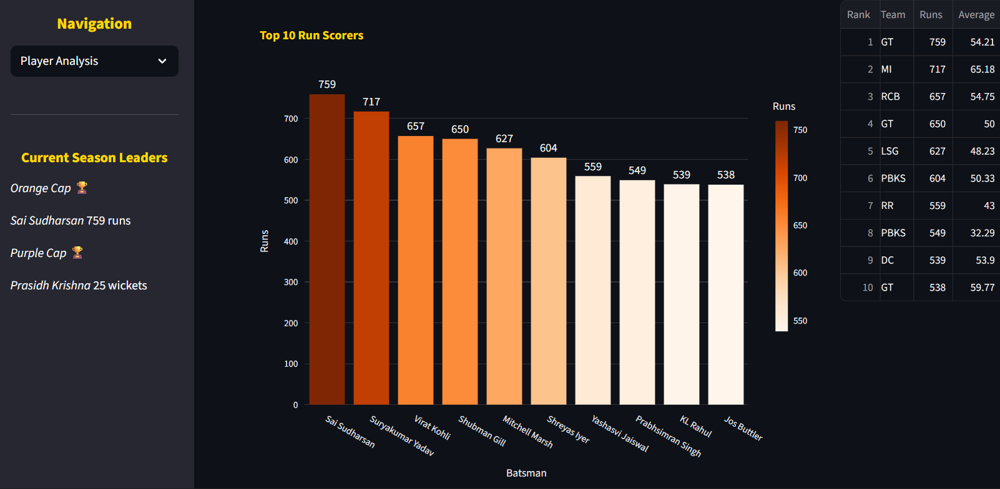 Navigation
Player Analysis
Current Season Leaders
Orange Cap 🏆
Sai Sudharsan 759 runs
Purple Cap 🏆
Prasidh Krishna 25 wickets
Top 10 Run Scorers
759
717
657
650
627
604
559
549
539
538
Runs
700
600
500
400
300
200
100
0
Sai Sudharsan
Suryakumar Yadav
Virat Kohli
Shubman Gill
Mitchell Marsh
Shreyas Iyer
Yashasvi Jaiswal
Prabhsimran Singh
KL Rahul
Jos Buttler
Batsman
Runs
750
700
650
600
550
Rank Team Runs Average
1 GT 759 54.21
2 MI 717 65.18
3 RCB 657 54.75
4 GT 650 50
5 LSG 627 48.23
6 PBKS 604 50.33
7 RR 559 43
8 PBKS 549 32.29
9 DC 539 53.9
10 GT 538 59.77